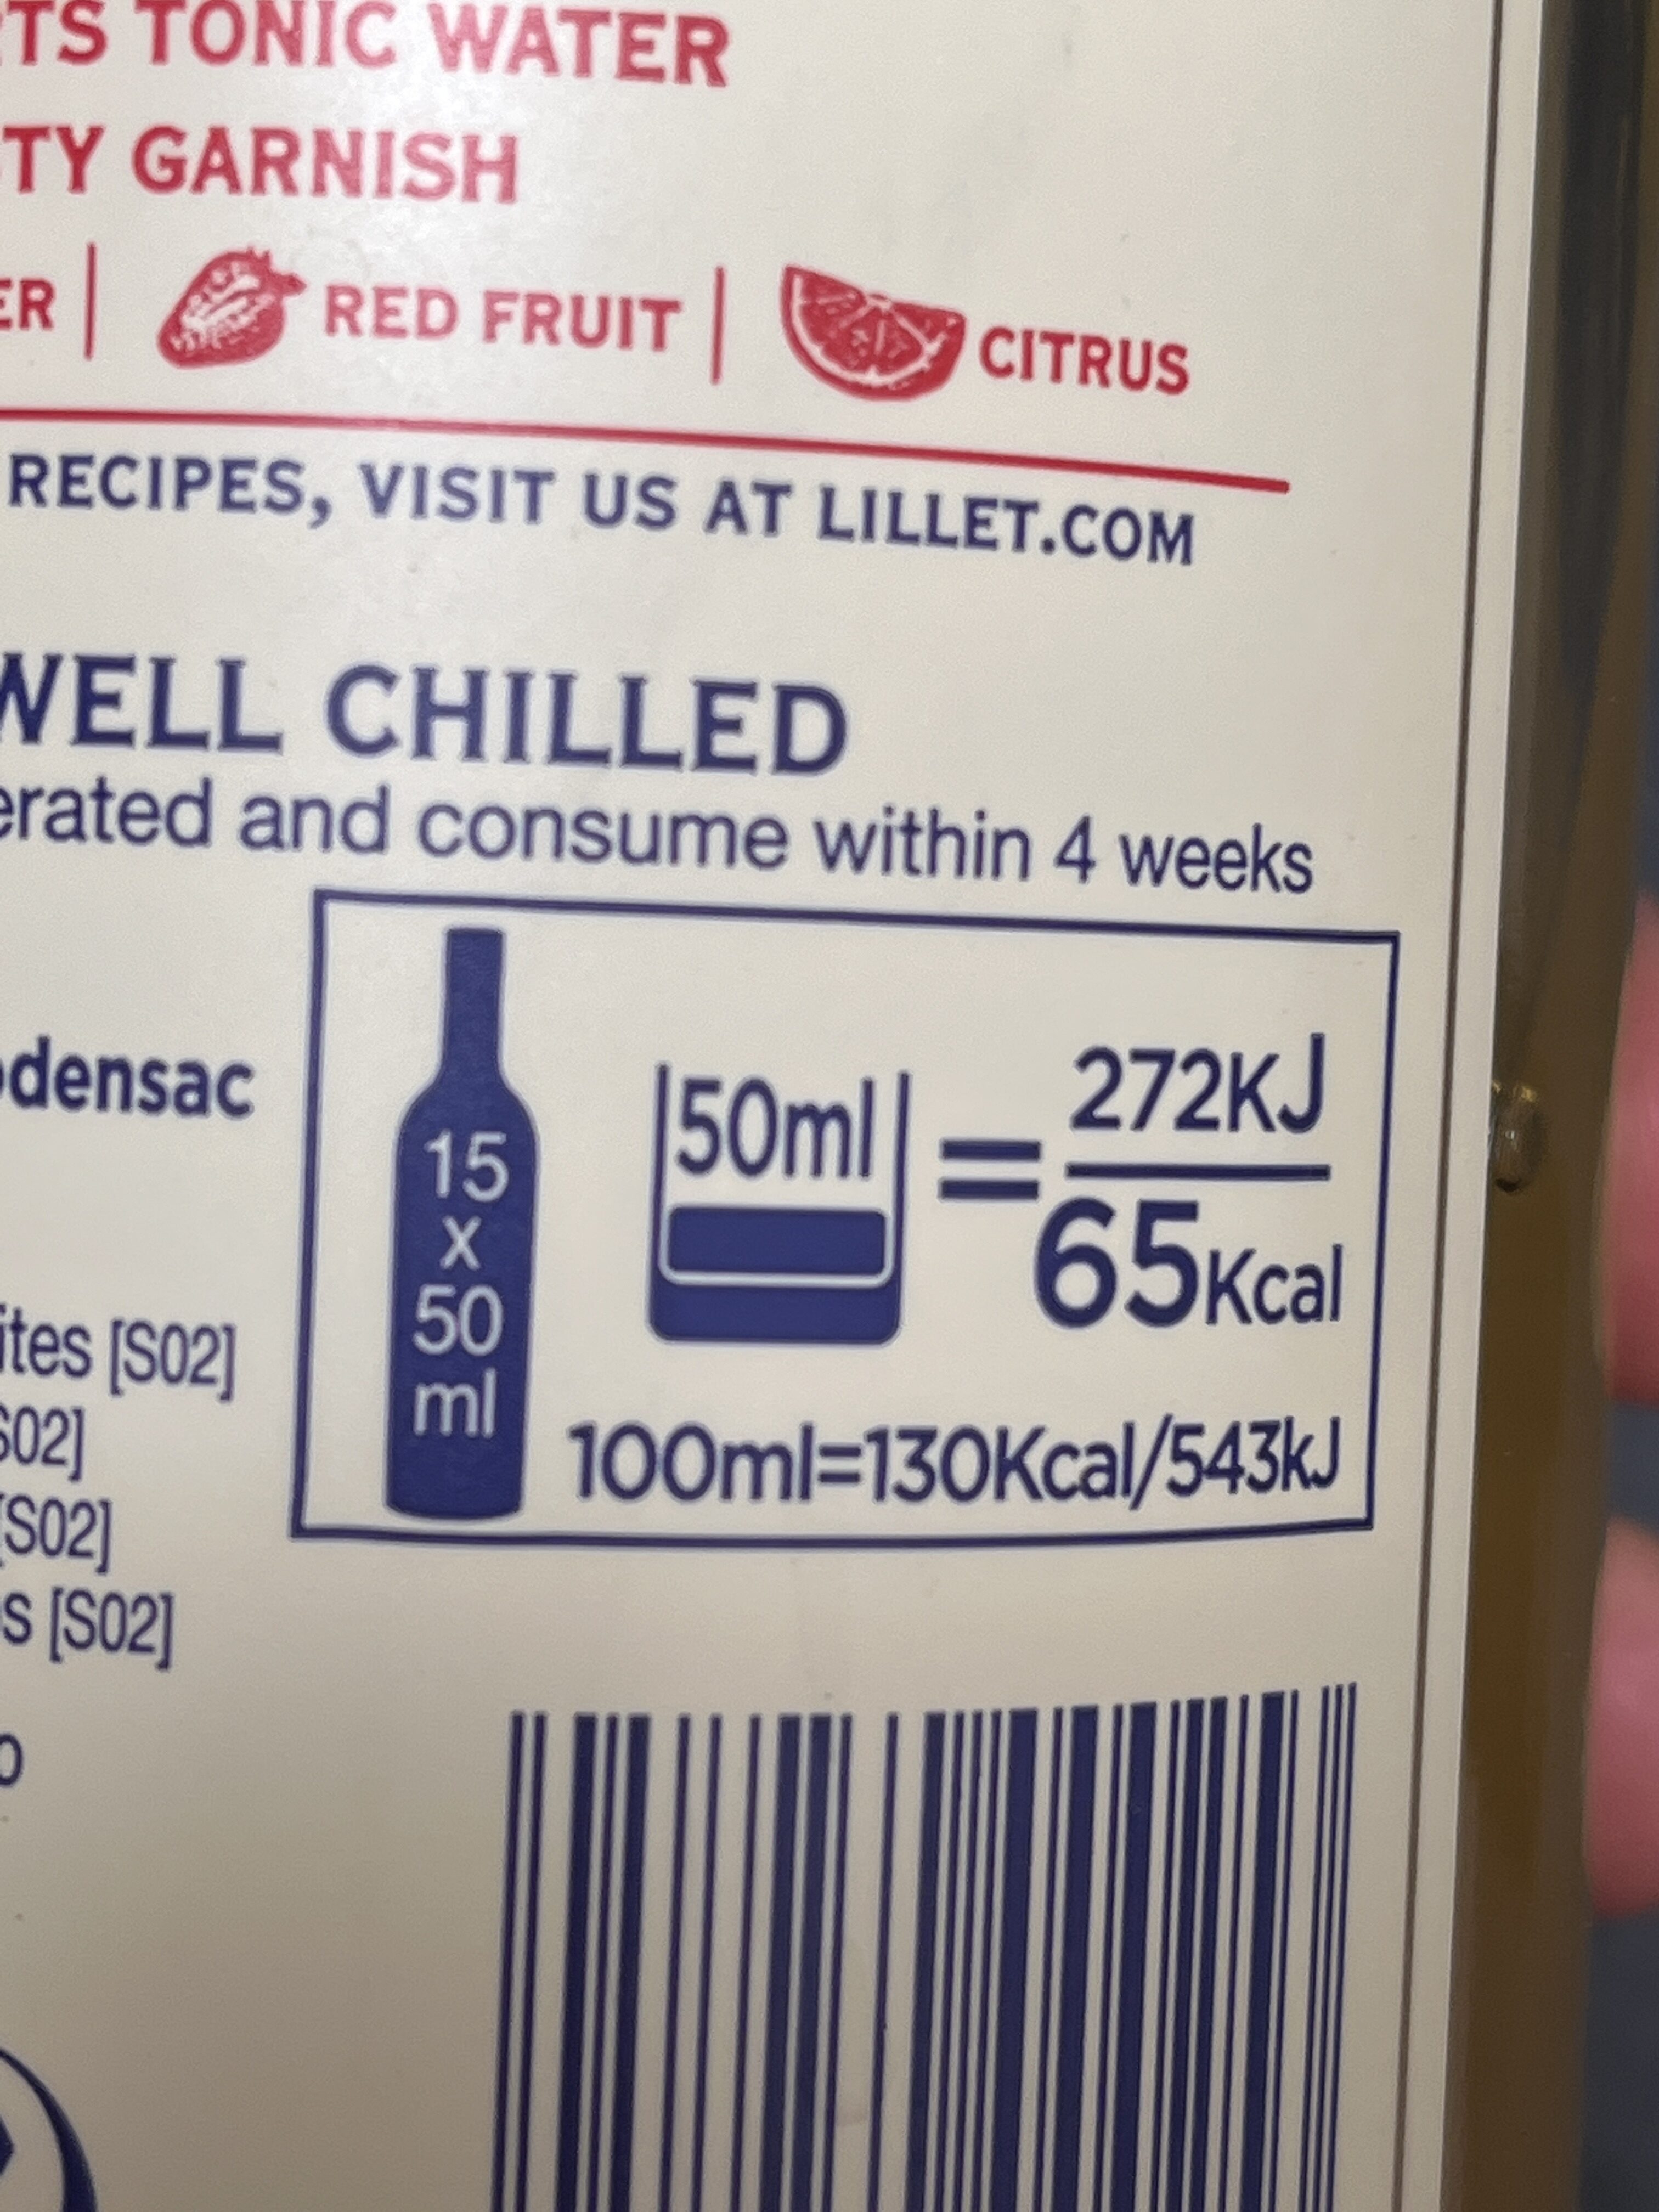 TS TONIC WATER
TY GARNISH
ER | RED FRUIT | CITRUS
RECIPES, VISIT US AT LILLET.COM
WELL CHILLED
erated and consume within 4 weeks
densac
15
x
50
ml
50ml = 272KJ
65Kcal
100ml=130Kcal/543kJ
ites [S02]
S02]
[S02]
s [S02]
o